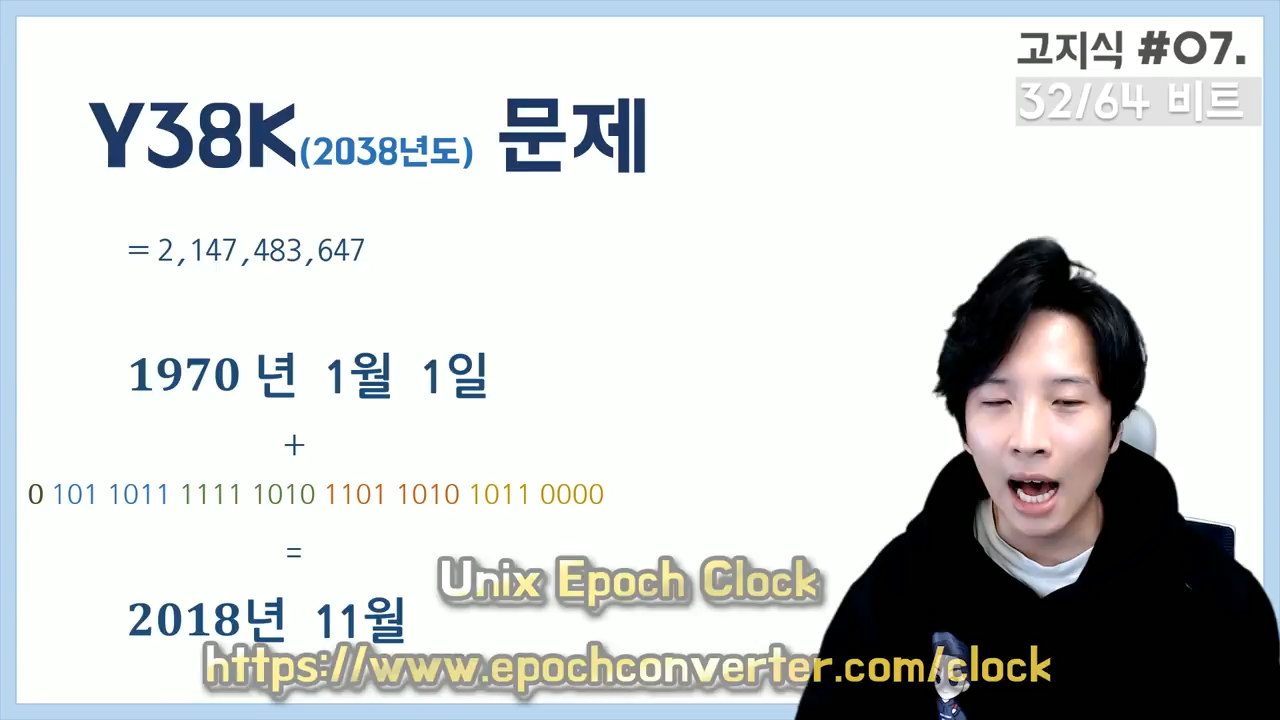 고지식 #07.
32/64 비트
Y38K(2038년도) 문제
= 2,147,483,647
1970 년 1월 1일
+
0 101 1011 1111 1010 1101 1010 1011 0000
=
2018년 11월
Unix Epoch Clock
https://www.epochconverter.com/clock